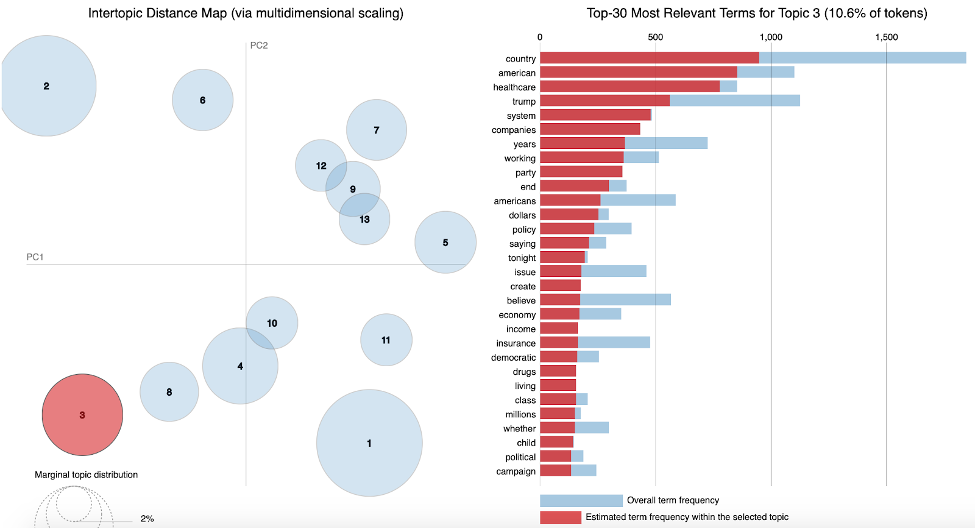 Intertopic Distance Map (via multidimensional scaling)
PC2
PC1
2
6
7
12
9
13
5
10
11
4
8
3
1
Marginal topic distribution
2%
Top-30 Most Relevant Terms for Topic 3 (10.6% of tokens)
0 500 1,000 1,500
country
american
healthcare
trump
system
companies
years
working
party
end
americans
dollars
policy
saying
tonight
issue
create
believe
economy
income
insurance
democratic
drugs
living
class
millions
whether
child
political
campaign
Overall term frequency
Estimated term frequency within the selected topic